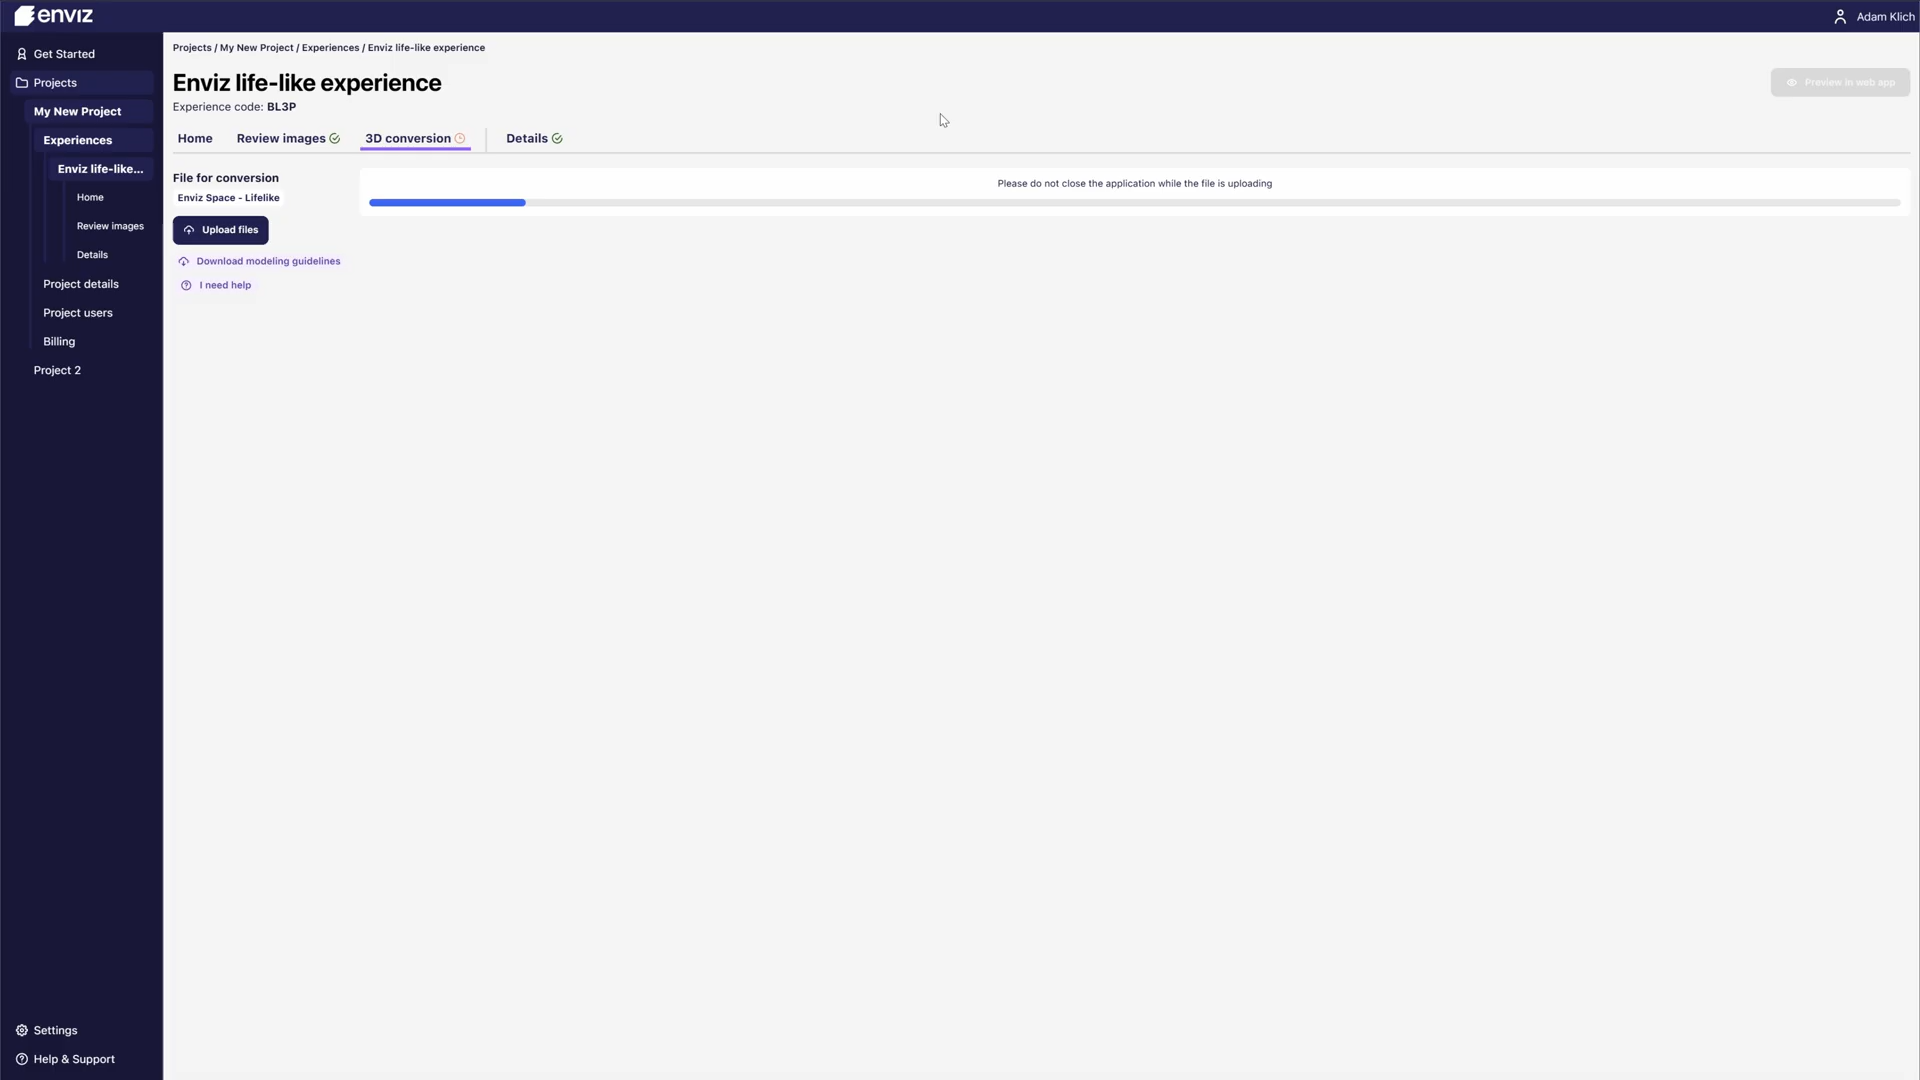 enviz
Adam Klich
Get Started
Projects
My New Project
Experiences
Enviz life-like...
Home
Review images
Details
Project details
Project users
Billing
Project 2
Settings
Help & Support
Projects / My New Project / Experiences / Enviz life-like experience
Enviz life-like experience
Experience code: BL3P
Preview in web app
Home Review images 3D conversion Details
File for conversion
Enviz Space - Lifelike
Upload files
Download modeling guidelines
I need help
Please do not close the application while the file is uploading